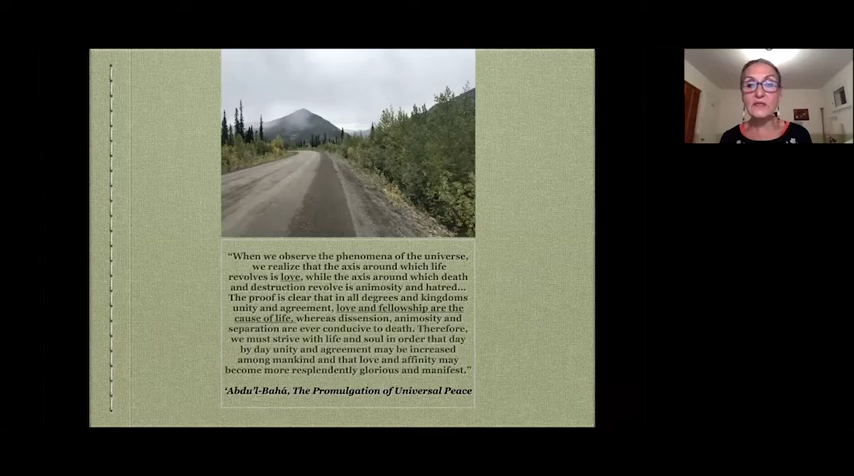 “When we observe the phenomena of the universe,
we realize that the axis around which life
revolves is love, while the axis around which death
and destruction revolve is animosity and hatred...
The proof is clear that in all degrees and kingdoms
unity and agreement, love and fellowship are the
cause of life, whereas dissension, animosity and
separation are ever conducive to death. Therefore,
we must strive with life and soul in order that day
by day unity and agreement may be increased
among mankind and that love and affinity may
become more resplendently glorious and manifest.”
‘Abdu’l-Bahá, The Promulgation of Universal Peace